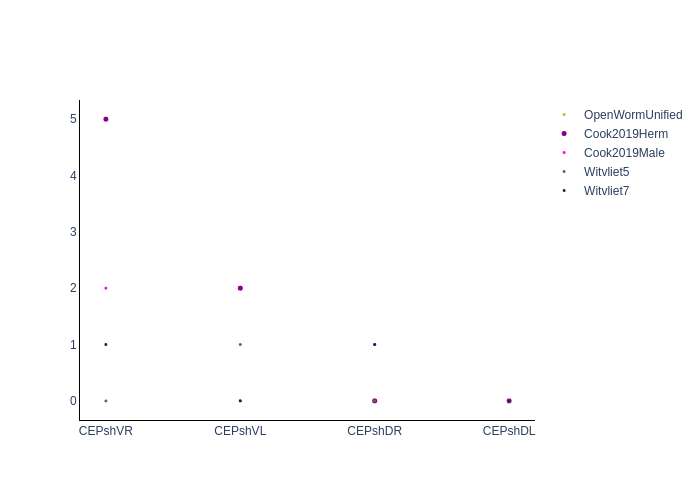 5
4
3
2
1
0
CEPshVR CEPshVL CEPshDR CEPshDL
OpenWormUnified
Cook2019Herm
Cook2019Male
Witvliet5
Witvliet7